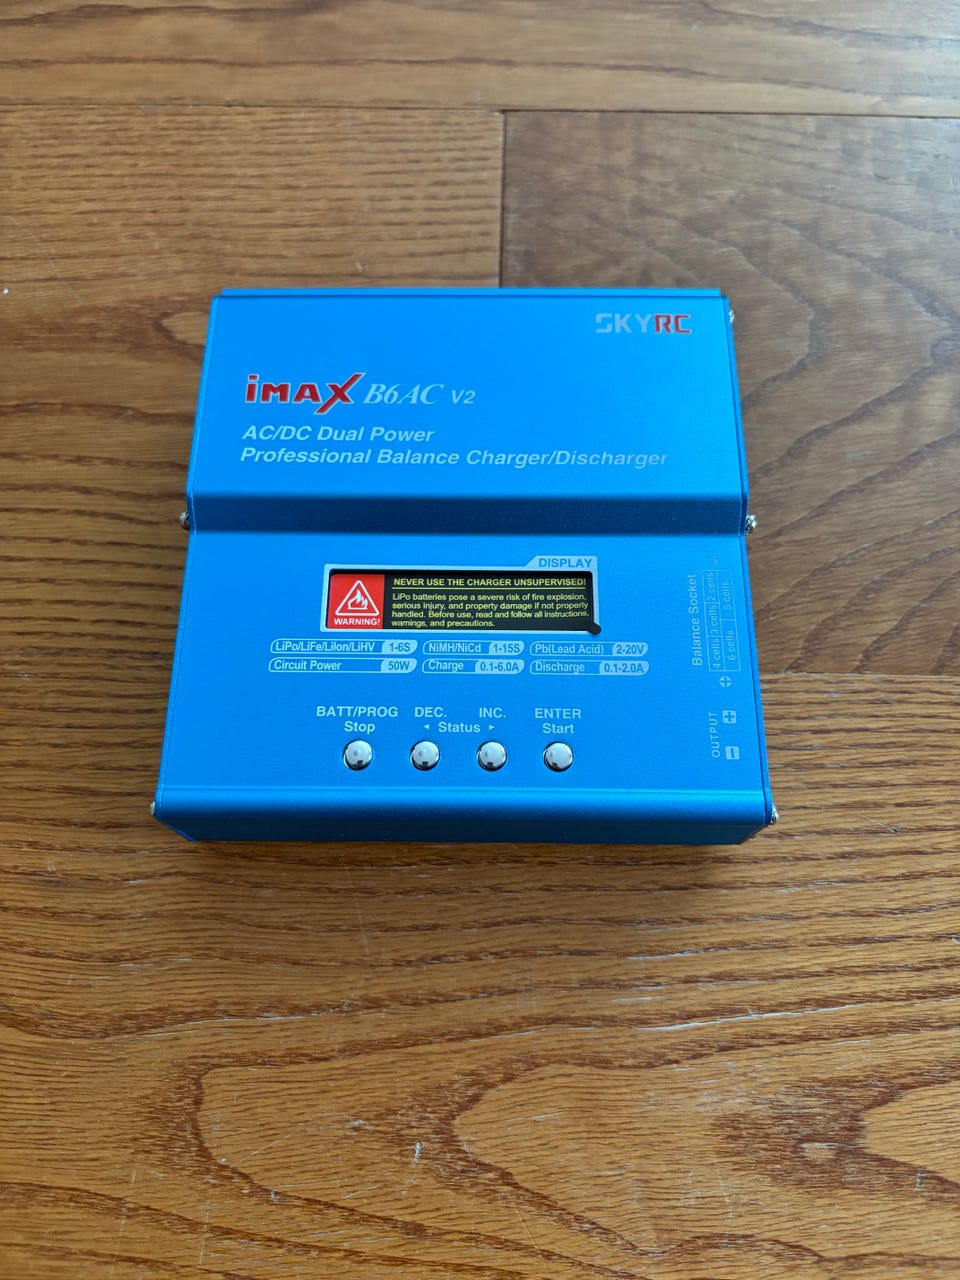 SKYRC
iMAX B6AC V2
AC/DC Dual Power
Professional Balance Charger/Discharger
DISPLAY
NEVER USE THE CHARGER UNSUPERVISED!
LiPo batteries pose a severe risk of fire explosion,
serious injury, and property damage if not properly
handled. Before use, read and follow all instructions,
warnings, and precautions.
WARNING!
LiPo/LiFe/LiIon/LiHV 1-6S NiMH/NiCd 1-15S Pb(Lead Acid) 2-20V
Circuit Power 50W Charge 0.1-6.0A Discharge 0.1-2.0A
BATT/PROG DEC. INC. ENTER
Stop ◄ Status ► Start
Balance Socket
4 cells 3 cells 2 cells
6 cells 5 cells
OUTPUT